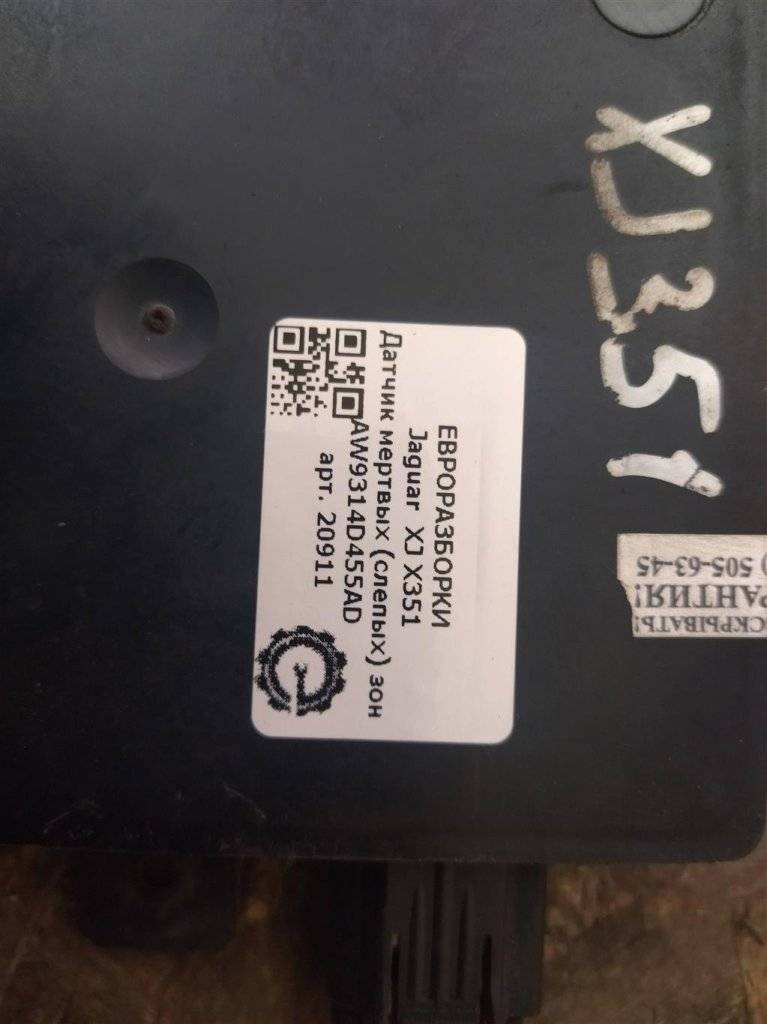 XJ351
ЕВРОРАЗБОРКИ
Jaguar XJ X351
Датчик мертвых (слепых) зон
AW9314D455AD
арт. 20911
505-63-45